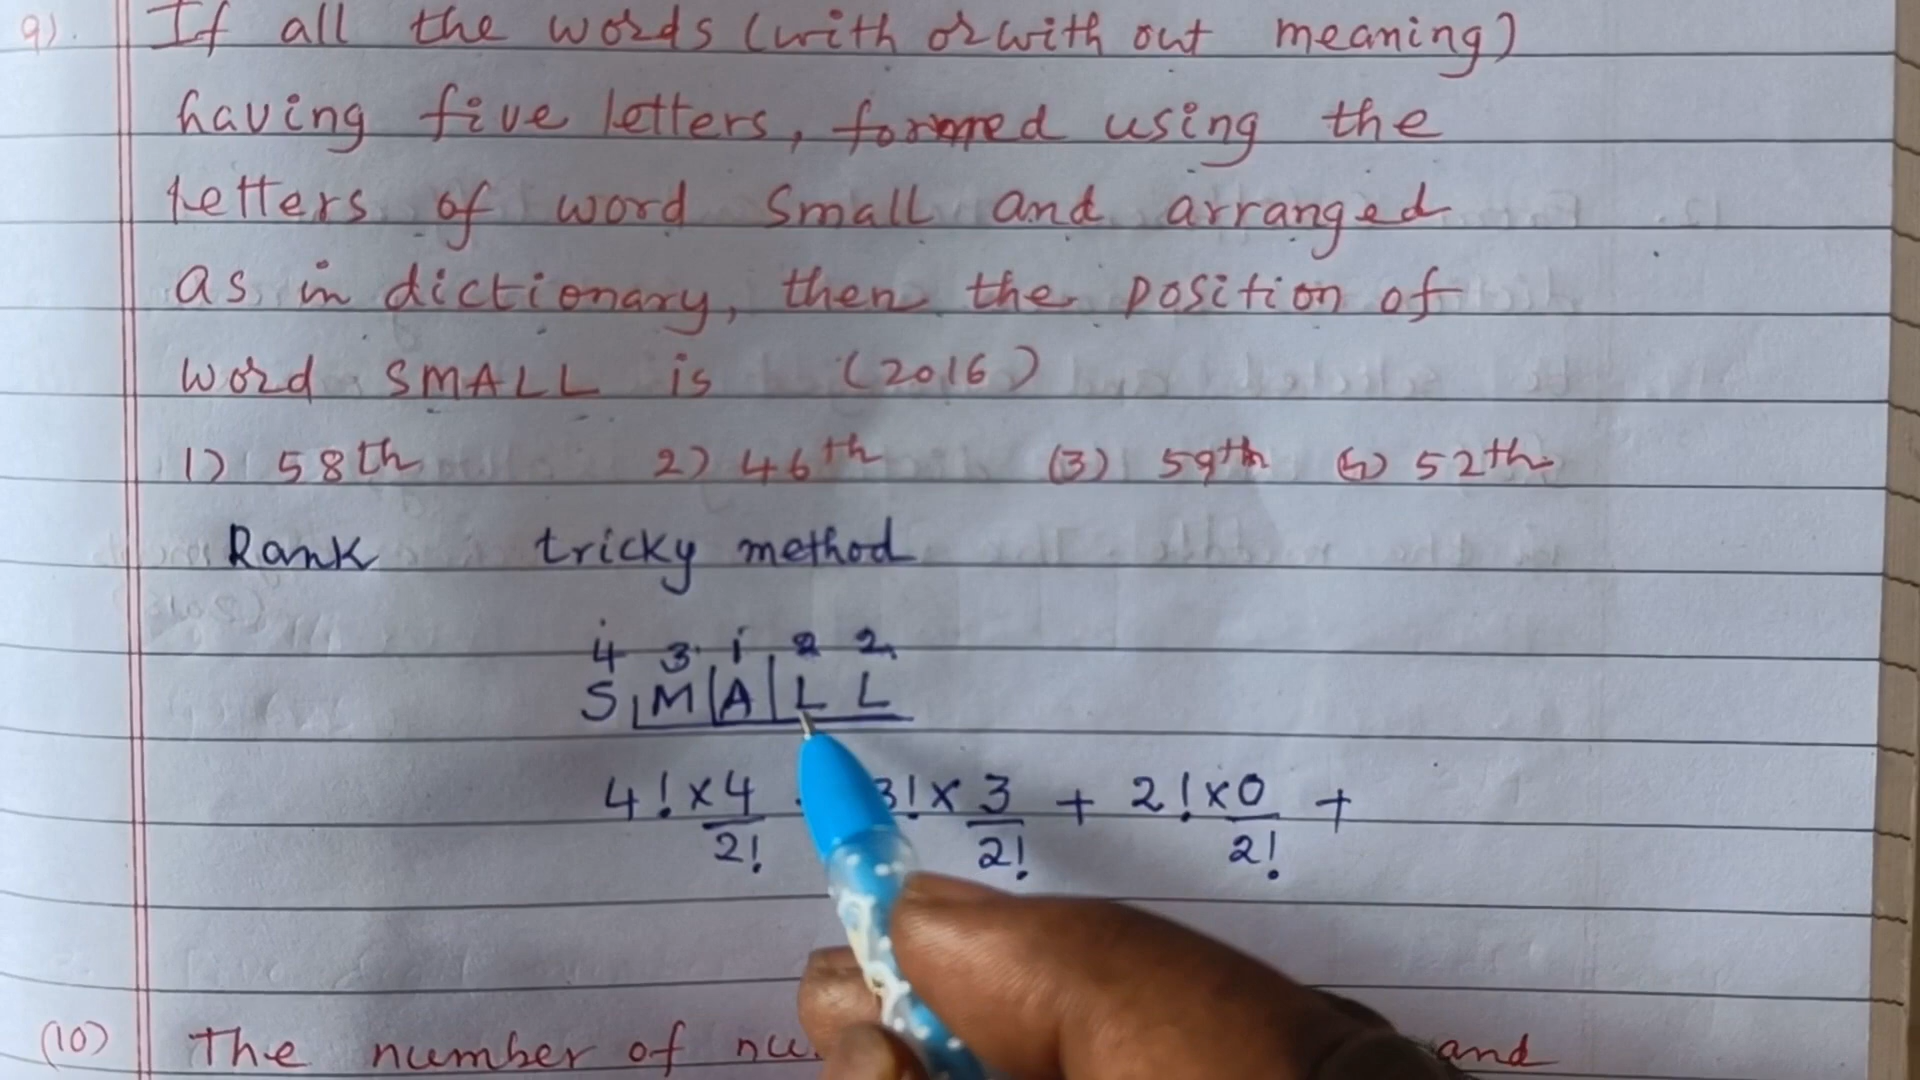 9). If all the words (with or with out meaning)
having five letters, formed using the
letters of word Small and arranged
as in dictionary, then the position of
word SMALL is (2016)
1) 58th 2) 46th (3) 59th (4) 52th
Rank tricky method
4 3 1 2 2
S M A L L
4! × 4/2! 3! × 3/2! + 2! × 0/2! +
(10) The number of and